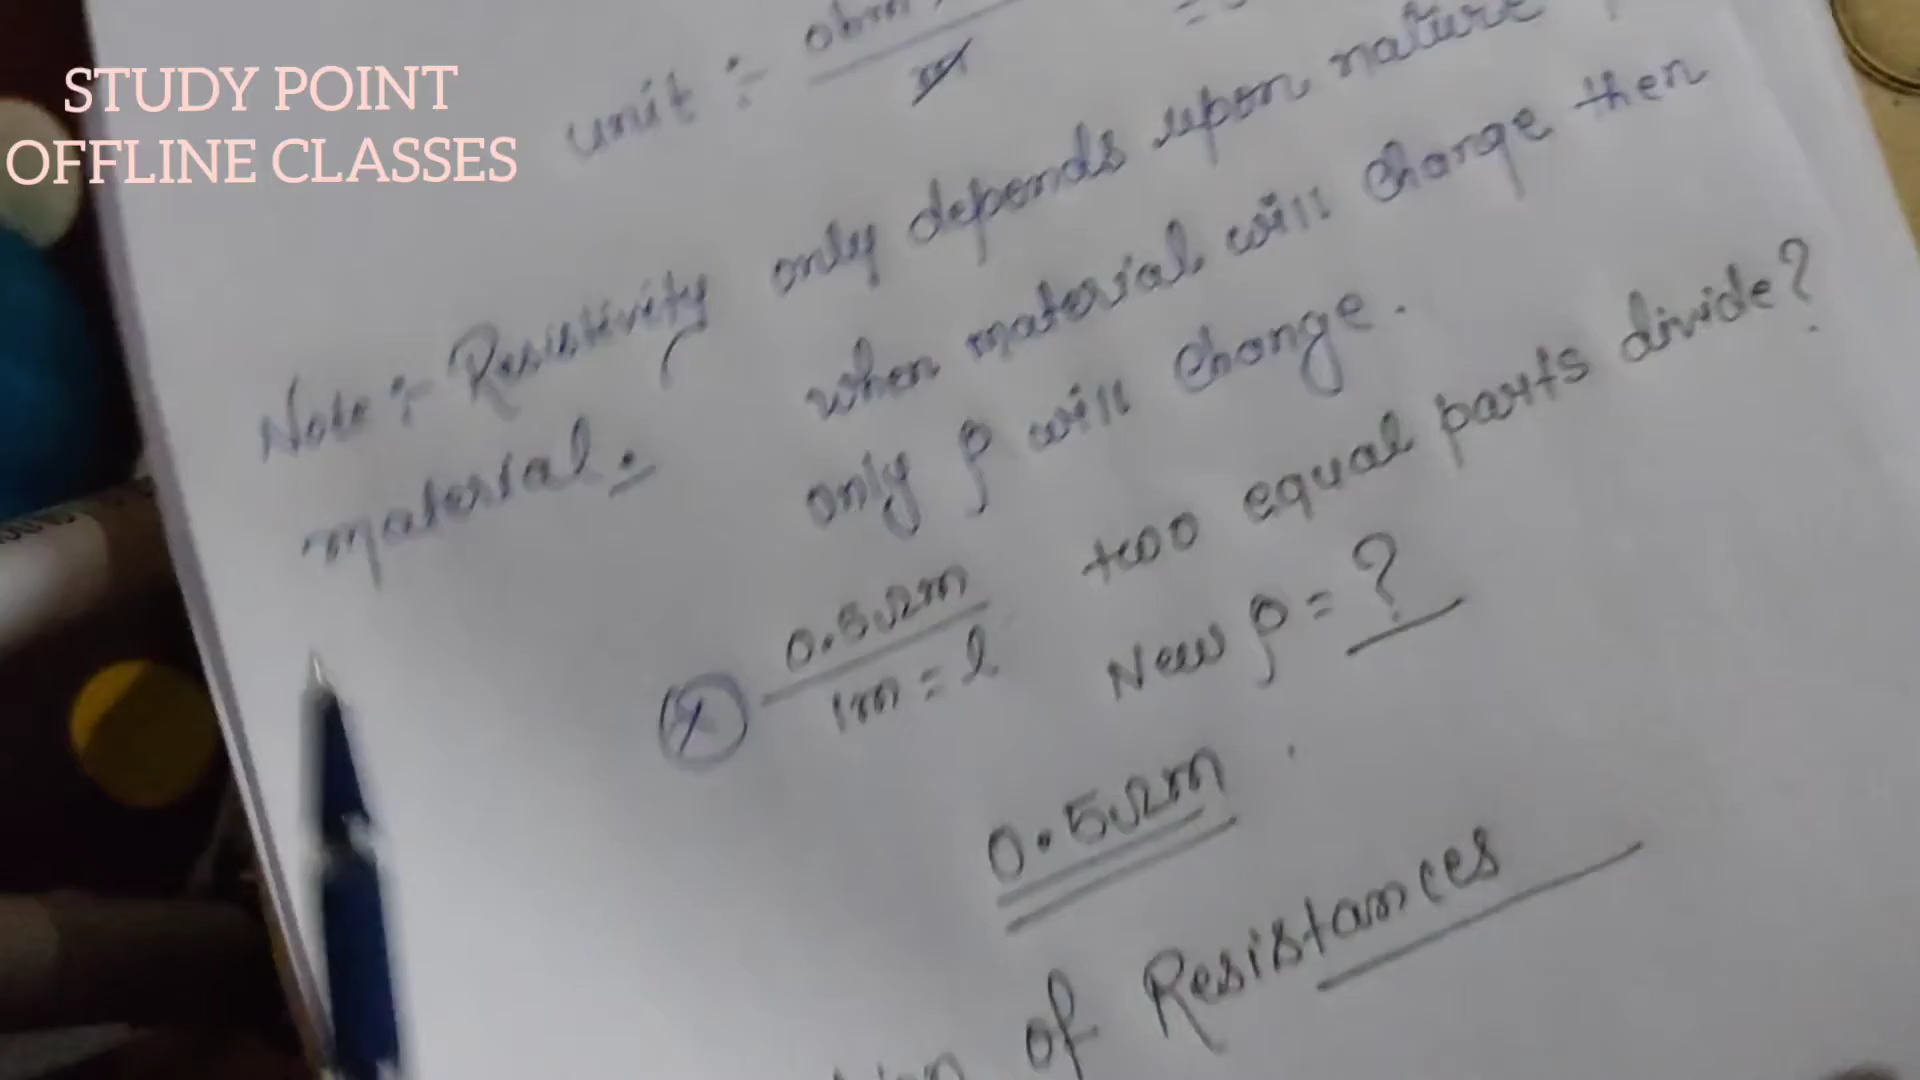 STUDY POINT
OFFLINE CLASSES
unit :-
m
Note :- Resistivity only depends upon nature
material. when material will change then
only ρ will change.
0.5Ωm two equal parts divide?
1m = l New ρ = ?
0.5Ωm
of Resistances